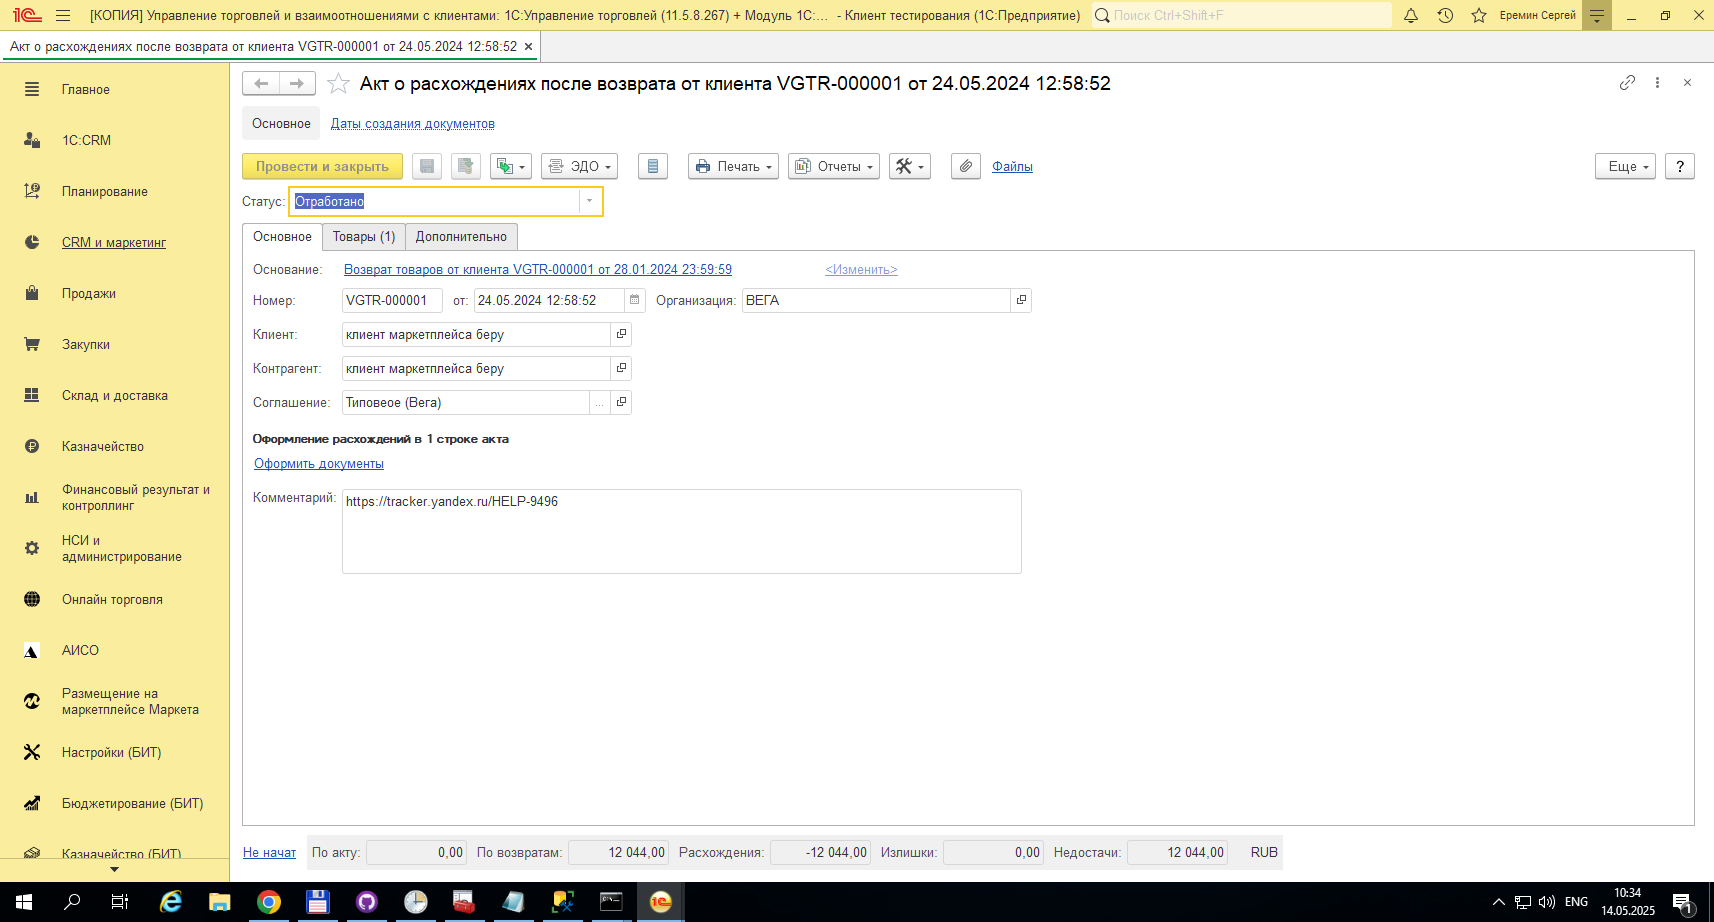 [КОПИЯ] Управление торговлей и взаимоотношениями с клиентами: 1С:Управление торговлей (11.5.8.267) + Модуль 1С:... - Клиент тестирования (1С:Предприятие)
Поиск Ctrl+Shift+F
Еремин Сергей
Акт о расхождениях после возврата от клиента VGTR-000001 от 24.05.2024 12:58:52
Главное
1С:CRM
Планирование
CRM и маркетинг
Продажи
Закупки
Склад и доставка
Казначейство
Финансовый результат и
контроллинг
НСИ и
администрирование
Онлайн торговля
АИСО
Размещение на
маркетплейсе Маркета
Настройки (БИТ)
Бюджетирование (БИТ)
Казначейство (БИТ)
Акт о расхождениях после возврата от клиента VGTR-000001 от 24.05.2024 12:58:52
Основное Даты создания документов
Провести и закрыть ЭДО Печать Отчеты Файлы Еще ?
Статус: Отработано
Основное Товары (1) Дополнительно
Основание: Возврат товаров от клиента VGTR-000001 от 28.01.2024 23:59:59 <Изменить>
Номер: VGTR-000001 от: 24.05.2024 12:58:52 Организация: ВЕГА
Клиент: клиент маркетплейса беру
Контрагент: клиент маркетплейса беру
Соглашение: Типовеое (Вега) ...
Оформление расхождений в 1 строке акта
Оформить документы
Комментарий: https://tracker.yandex.ru/HELP-9496
Не начат По акту: 0,00 По возвратам: 12 044,00 Расхождения: -12 044,00 Излишки: 0,00 Недостачи: 12 044,00 RUB
ENG
10:34
14.05.2025
1